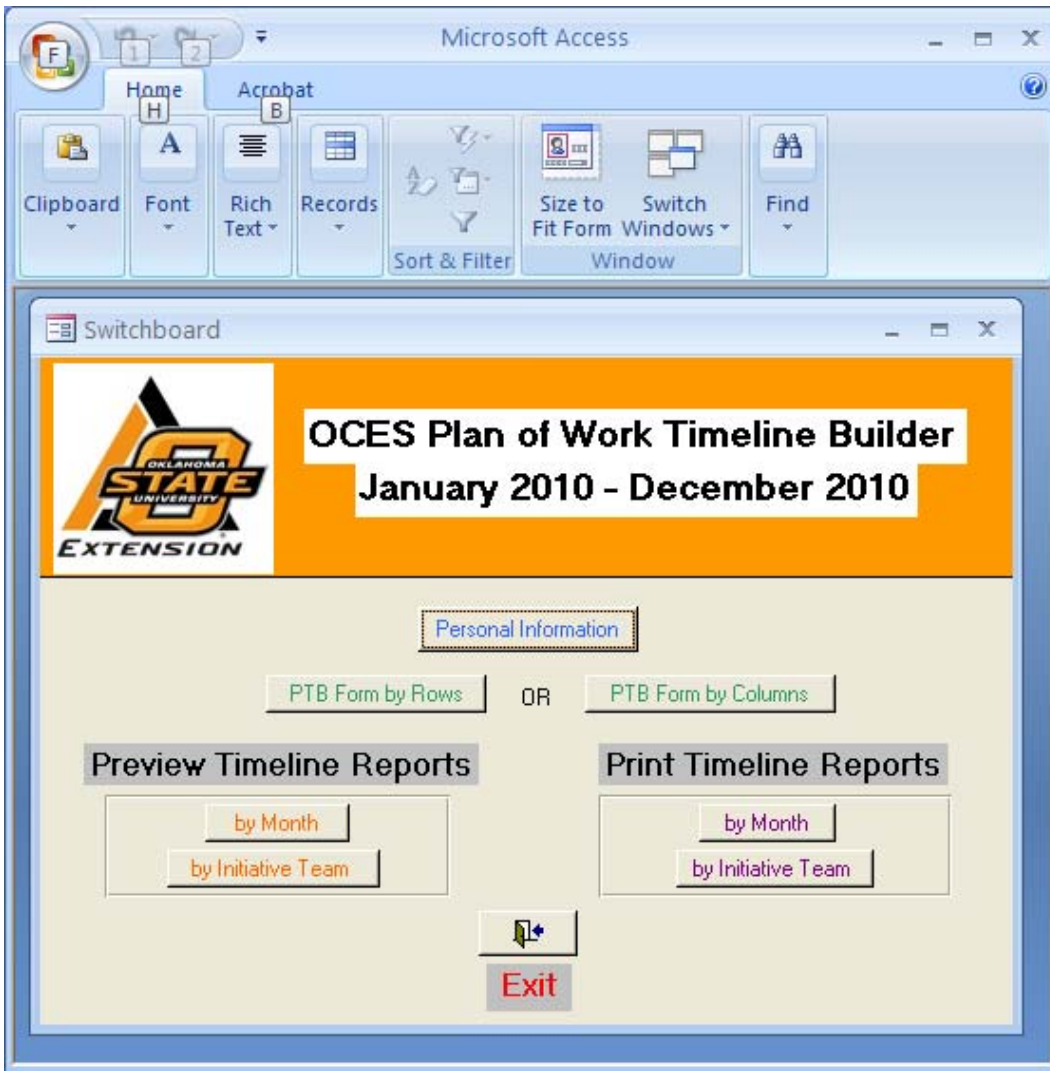 Microsoft Access
F
1
2
Home
Acrobat
H
B
A
Clipboard
Font
Rich Text
Records
A
Z
Size to Fit Form
Switch Windows
Find
Sort & Filter
Window
Switchboard
OKLAHOMA
STATE
UNIVERSITY
EXTENSION
OCES Plan of Work Timeline Builder
January 2010 - December 2010
Personal Information
PTB Form by Rows
OR
PTB Form by Columns
Preview Timeline Reports
Print Timeline Reports
by Month
by Month
by Initiative Team
by Initiative Team
Exit